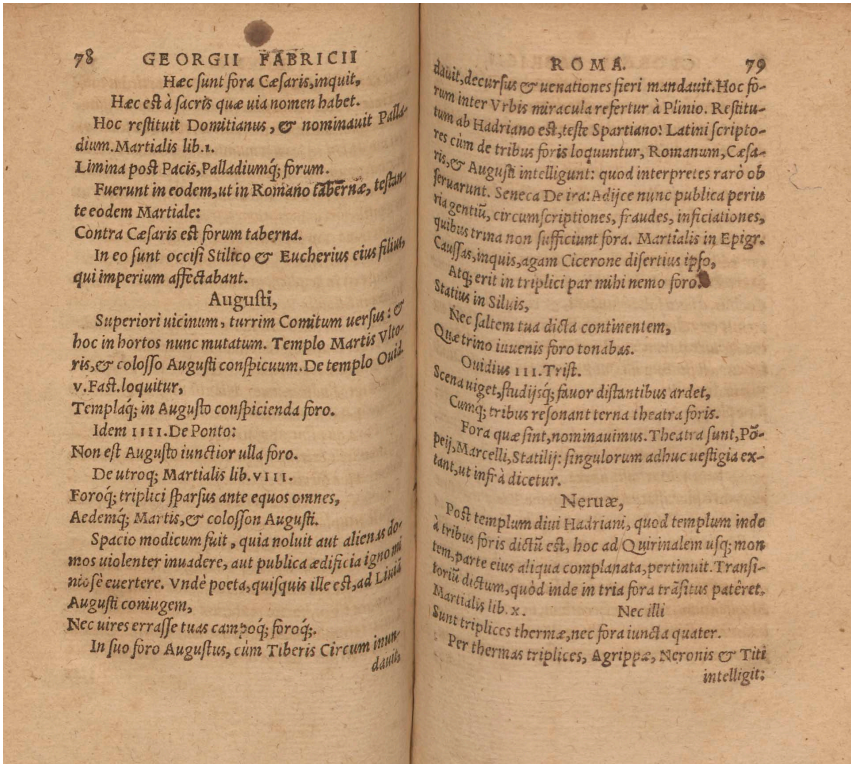 78 GEORGII FABRICII
Hæc sunt fora Cæsaris, inquit,
Hæc est à sacris quæ uia nomen habet.
Hoc restituit Domitianus, & nominauit Palla-
dium. Martialis lib. I.
Limina post Pacis, Palladiumq́; forum.
Fuerunt in eodem, ut in Romano tabernæ, testan-
te eodem Martiale:
Contra Cæsaris est forum taberna.
In eo sunt occisi Stilico & Eucherius eius filius,
qui imperium affectabant.
Augusti,
Superiori uicinum, turrim Comitum uersus: &
hoc in hortos nunc mutatum. Templo Martis Vlto-
ris, & colosso Augusti conspicuum. De templo Ouid.
v. Fast. loquitur,
Templaq́; in Augusto conspicienda foro.
Idem IIII. De Ponto:
Non est Augusto iunctior ulla foro.
De utroq; Martialis lib. VIII.
Foroq́; triplici sparsus ante equos omnes,
Aedemq́; Martis, & colosson Augusti.
Spacio modicum fuit, quia noluit aut alienas do-
mos uiolenter inuadere, aut publica ædificia ignomi
niosè euertere. Vndè poeta, quisquis ille est, ad Liuiã
Augusti coniugem,
Nec uires errasse tuas campoq́; foroq́;.
In suo foro Augustus, cùm Tiberis Circum inun-
dauit,
ROMA. 79
dauit, decursus & uenationes fieri mandauit. Hoc fo-
rum inter Vrbis miracula refertur à Plinio. Restitu-
tum ab Hadriano est, teste Spartiano: Latini scripto-
res cùm de tribus foris loquuntur, Romanum, Cæsa-
ris, & Augusti intelligunt: quod interpretes rarò ob
seruarunt. Seneca De ira: Adijce nunc publica periu
ria gentiũ, circumscriptiones, fraudes, inficiationes,
quibus trina non sufficiunt fora. Martialis in Epigr.
Caussas, inquis, agam Cicerone disertius ipso,
Atq; erit in triplici par mihi nemo foro.
Statius in Siluis,
Nec saltem tua dicta continentem,
Quæ trino iuuenis foro tonabas.
Ouidius III. Trist.
Scena uiget, studijsq́; fauor distantibus ardet,
Cumq́; tribus resonant terna theatra foris.
Fora quæ sint, nominauimus. Theatra sunt, Põ-
peij, Marcelli, Statilij: singulorum adhuc uestigia ex-
tant, ut infrà dicetur.
Neruæ,
Post templum diui Hadriani, quod templum inde
à tribus foris dictũ est, hoc ad Quirinalem usq; mon
tem, parte eius aliqua complanata, pertinuit. Transi-
toriũ dictum, quòd inde in tria fora trãsitus patêret.
Martialis lib. x. Nec illi
Sunt triplices thermæ, nec fora iuncta quater.
Per thermas triplices, Agrippæ, Neronis & Titi
intelligit: